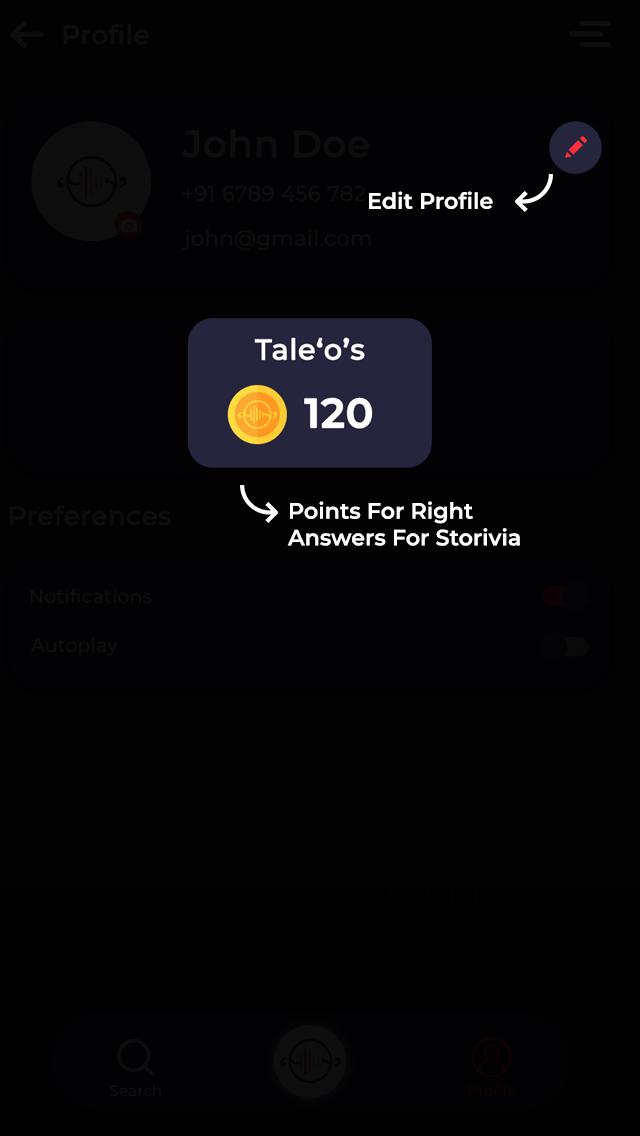 Profile
John Doe
+91 6789 456 782
Edit Profile
john@gmail.com
Tale‘o’s
120
Points For Right
Answers For Storivia
Preferences
Notifications
Autoplay
Search
Profile